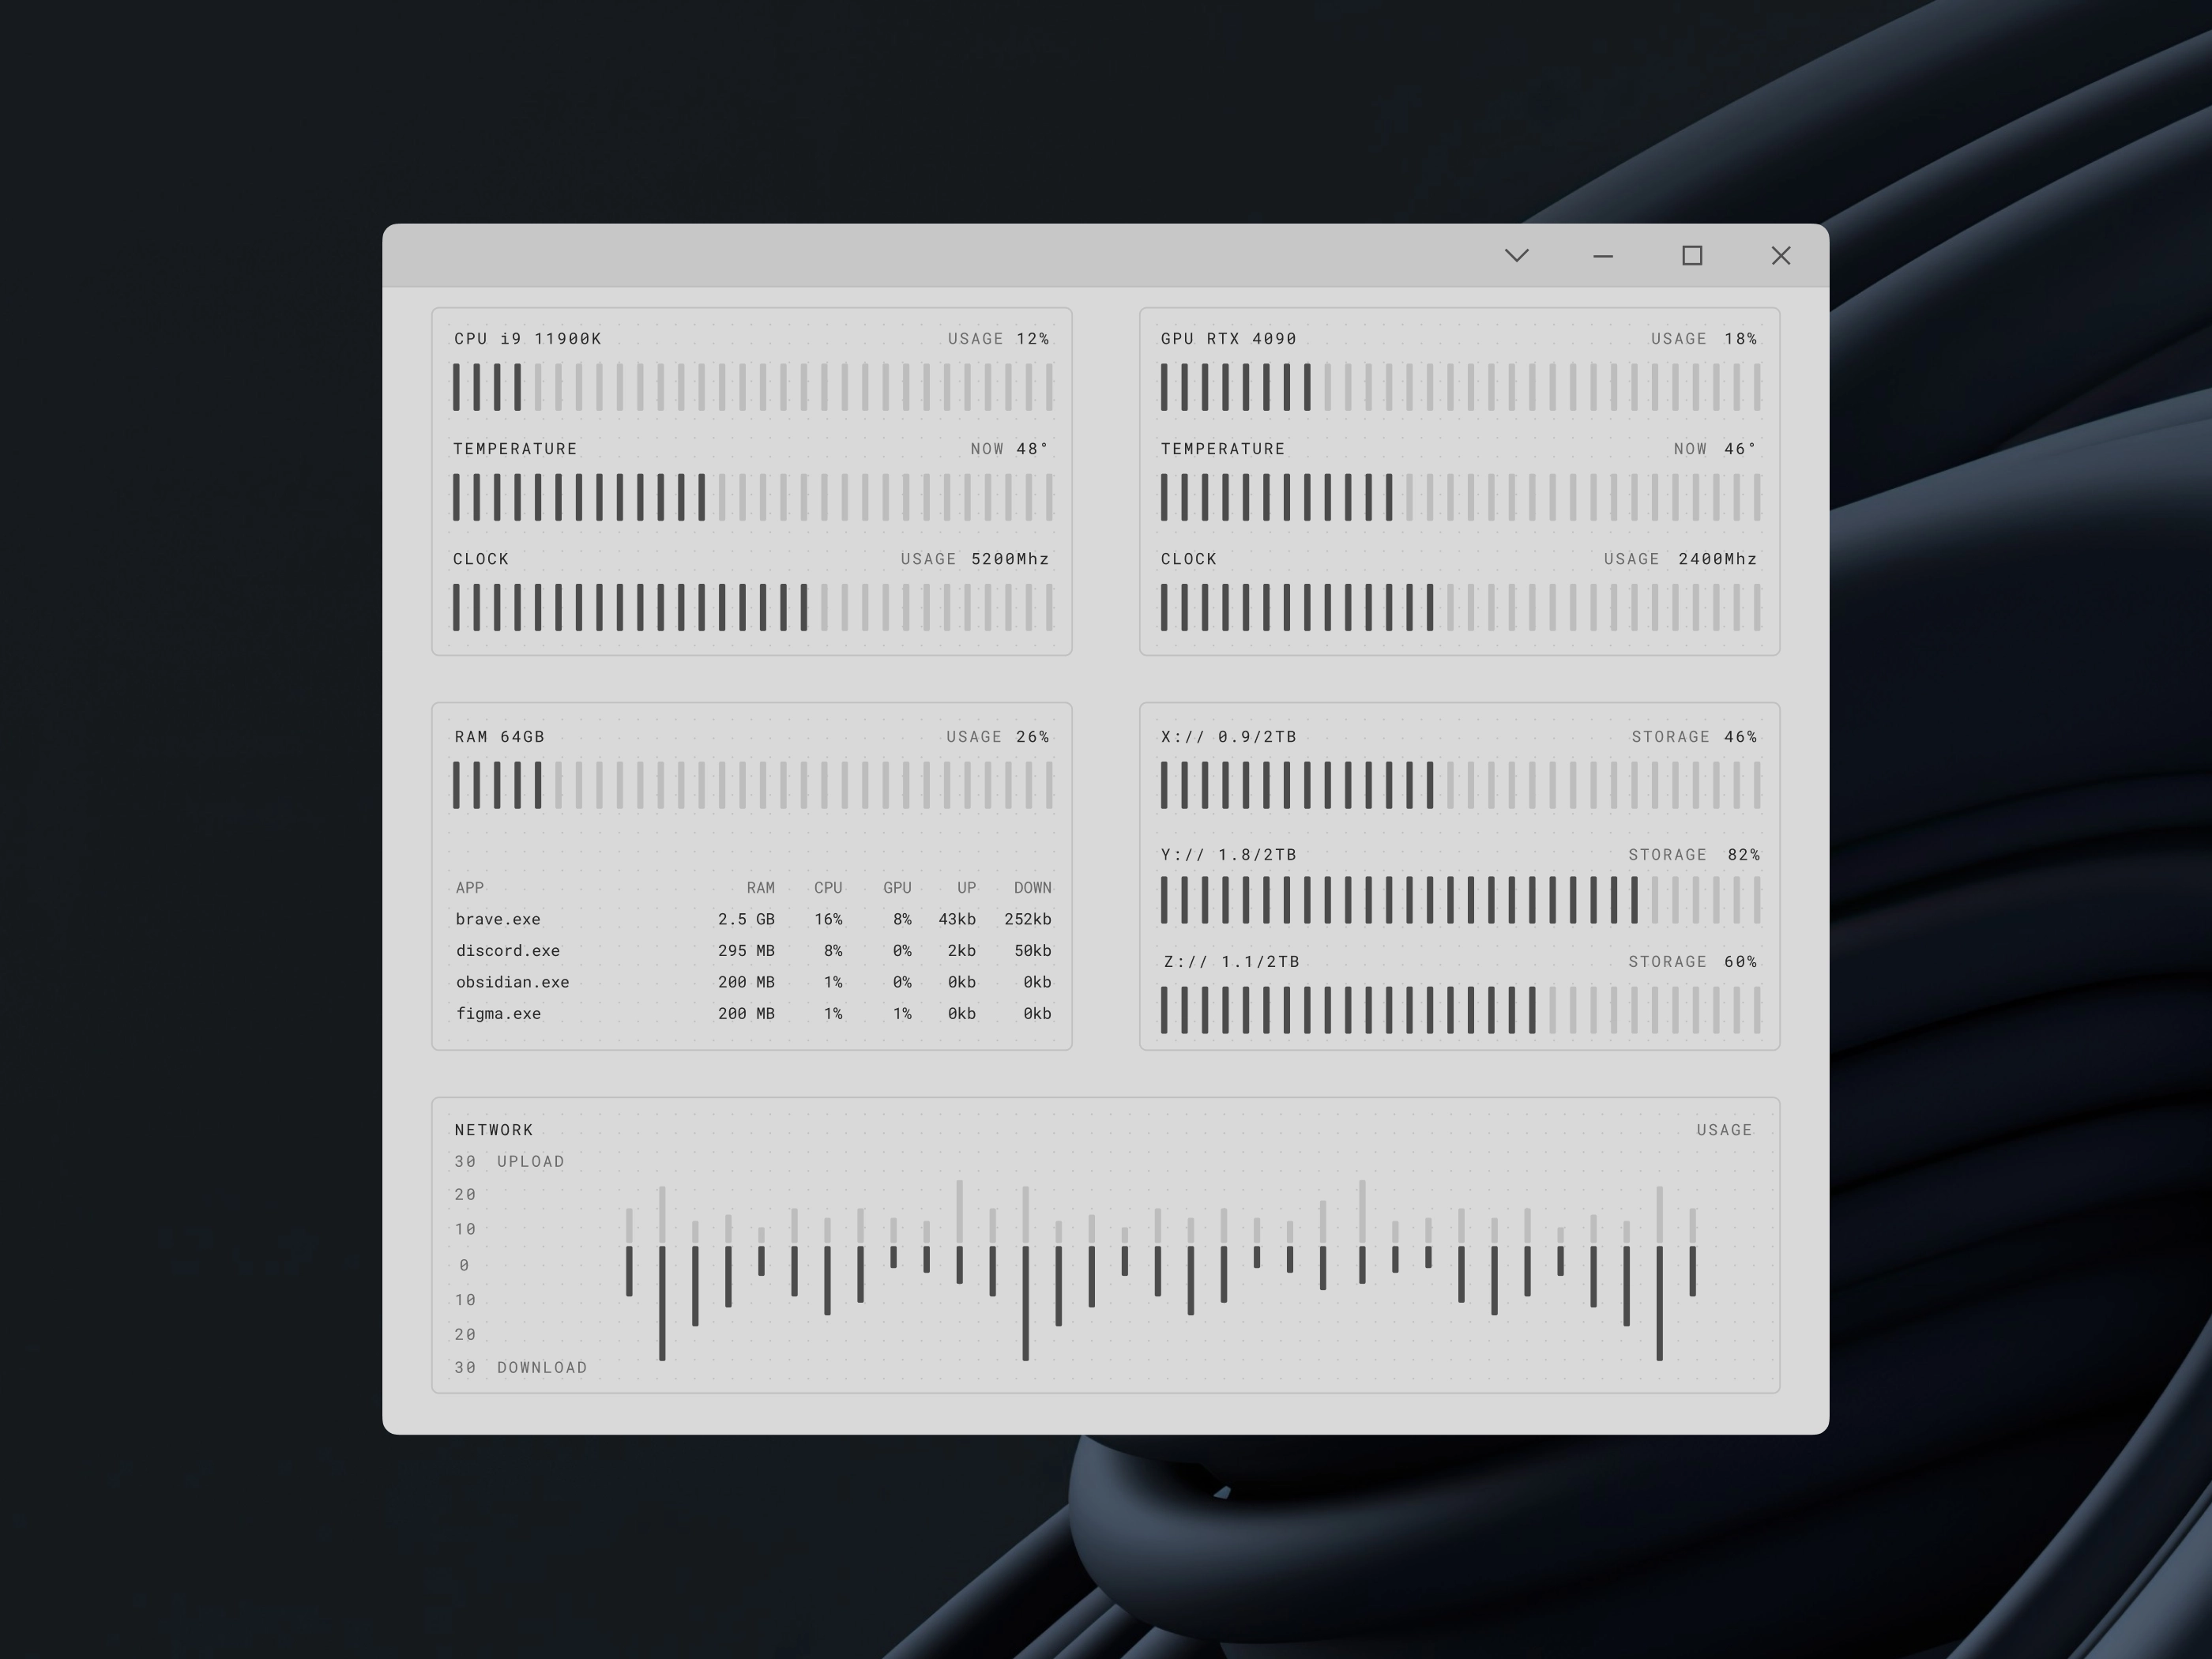 CPU i9 11900K USAGE 12%
TEMPERATURE NOW 48°
CLOCK USAGE 5200Mhz
GPU RTX 4090 USAGE 18%
TEMPERATURE NOW 46°
CLOCK USAGE 2400Mhz
RAM 64GB USAGE 26%
APP RAM CPU GPU UP DOWN
brave.exe 2.5 GB 16% 8% 43kb 252kb
discord.exe 295 MB 8% 0% 2kb 50kb
obsidian.exe 200 MB 1% 0% 0kb 0kb
figma.exe 200 MB 1% 1% 0kb 0kb
X:// 0.9/2TB STORAGE 46%
Y:// 1.8/2TB STORAGE 82%
Z:// 1.1/2TB STORAGE 60%
NETWORK USAGE
30 UPLOAD
20
10
0
10
20
30 DOWNLOAD